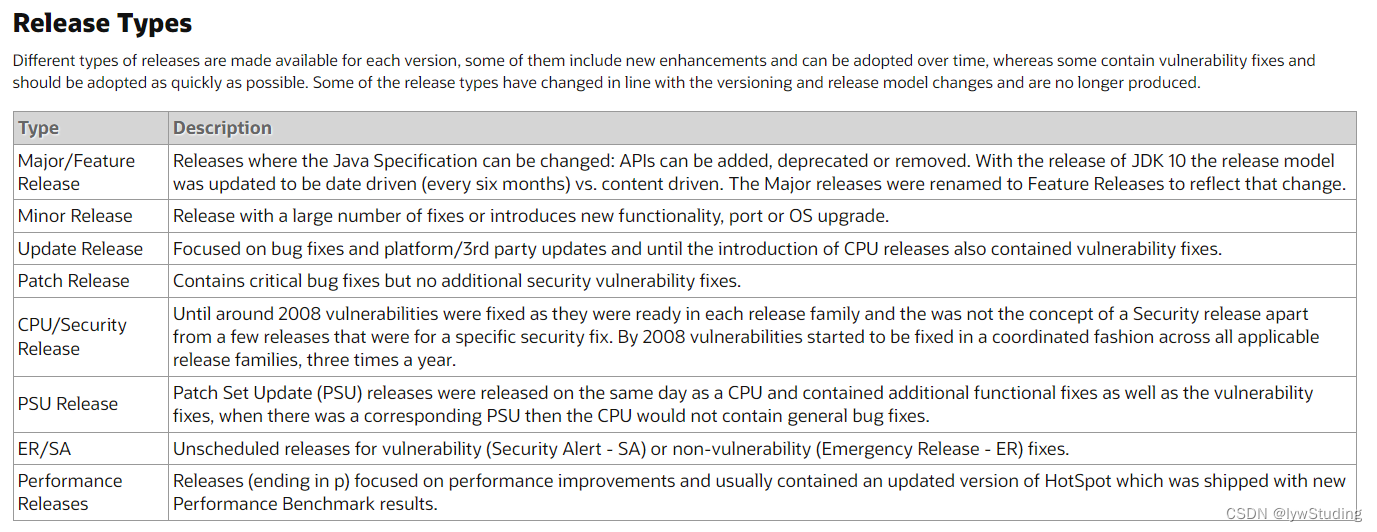 Release Types
Different types of releases are made available for each version, some of them include new enhancements and can be adopted over time, whereas some contain vulnerability fixes and
should be adopted as quickly as possible. Some of the release types have changed in line with the versioning and release model changes and are no longer produced.
Type Description
Major/Feature Release
Releases where the Java Specification can be changed: APIs can be added, deprecated or removed. With the release of JDK 10 the release model
was updated to be date driven (every six months) vs. content driven. The Major releases were renamed to Feature Releases to reflect that change.
Minor Release Release with a large number of fixes or introduces new functionality, port or OS upgrade.
Update Release Focused on bug fixes and platform/3rd party updates and until the introduction of CPU releases also contained vulnerability fixes.
Patch Release Contains critical bug fixes but no additional security vulnerability fixes.
CPU/Security
Release
Until around 2008 vulnerabilities were fixed as they were ready in each release family and the was not the concept of a Security release apart
from a few releases that were for a specific security fix. By 2008 vulnerabilities started to be fixed in a coordinated fashion across all applicable
release families, three times a year.
PSU Release
Patch Set Update (PSU) releases were released on the same day as a CPU and contained additional functional fixes as well as the vulnerability
fixes, when there was a corresponding PSU then the CPU would not contain general bug fixes.
ER/SA Unscheduled releases for vulnerability (Security Alert - SA) or non-vulnerability (Emergency Release - ER) fixes.
Performance
Releases
Releases (ending in p) focused on performance improvements and usually contained an updated version of HotSpot which was shipped with new
Performance Benchmark results.
CSDN @lywStuding